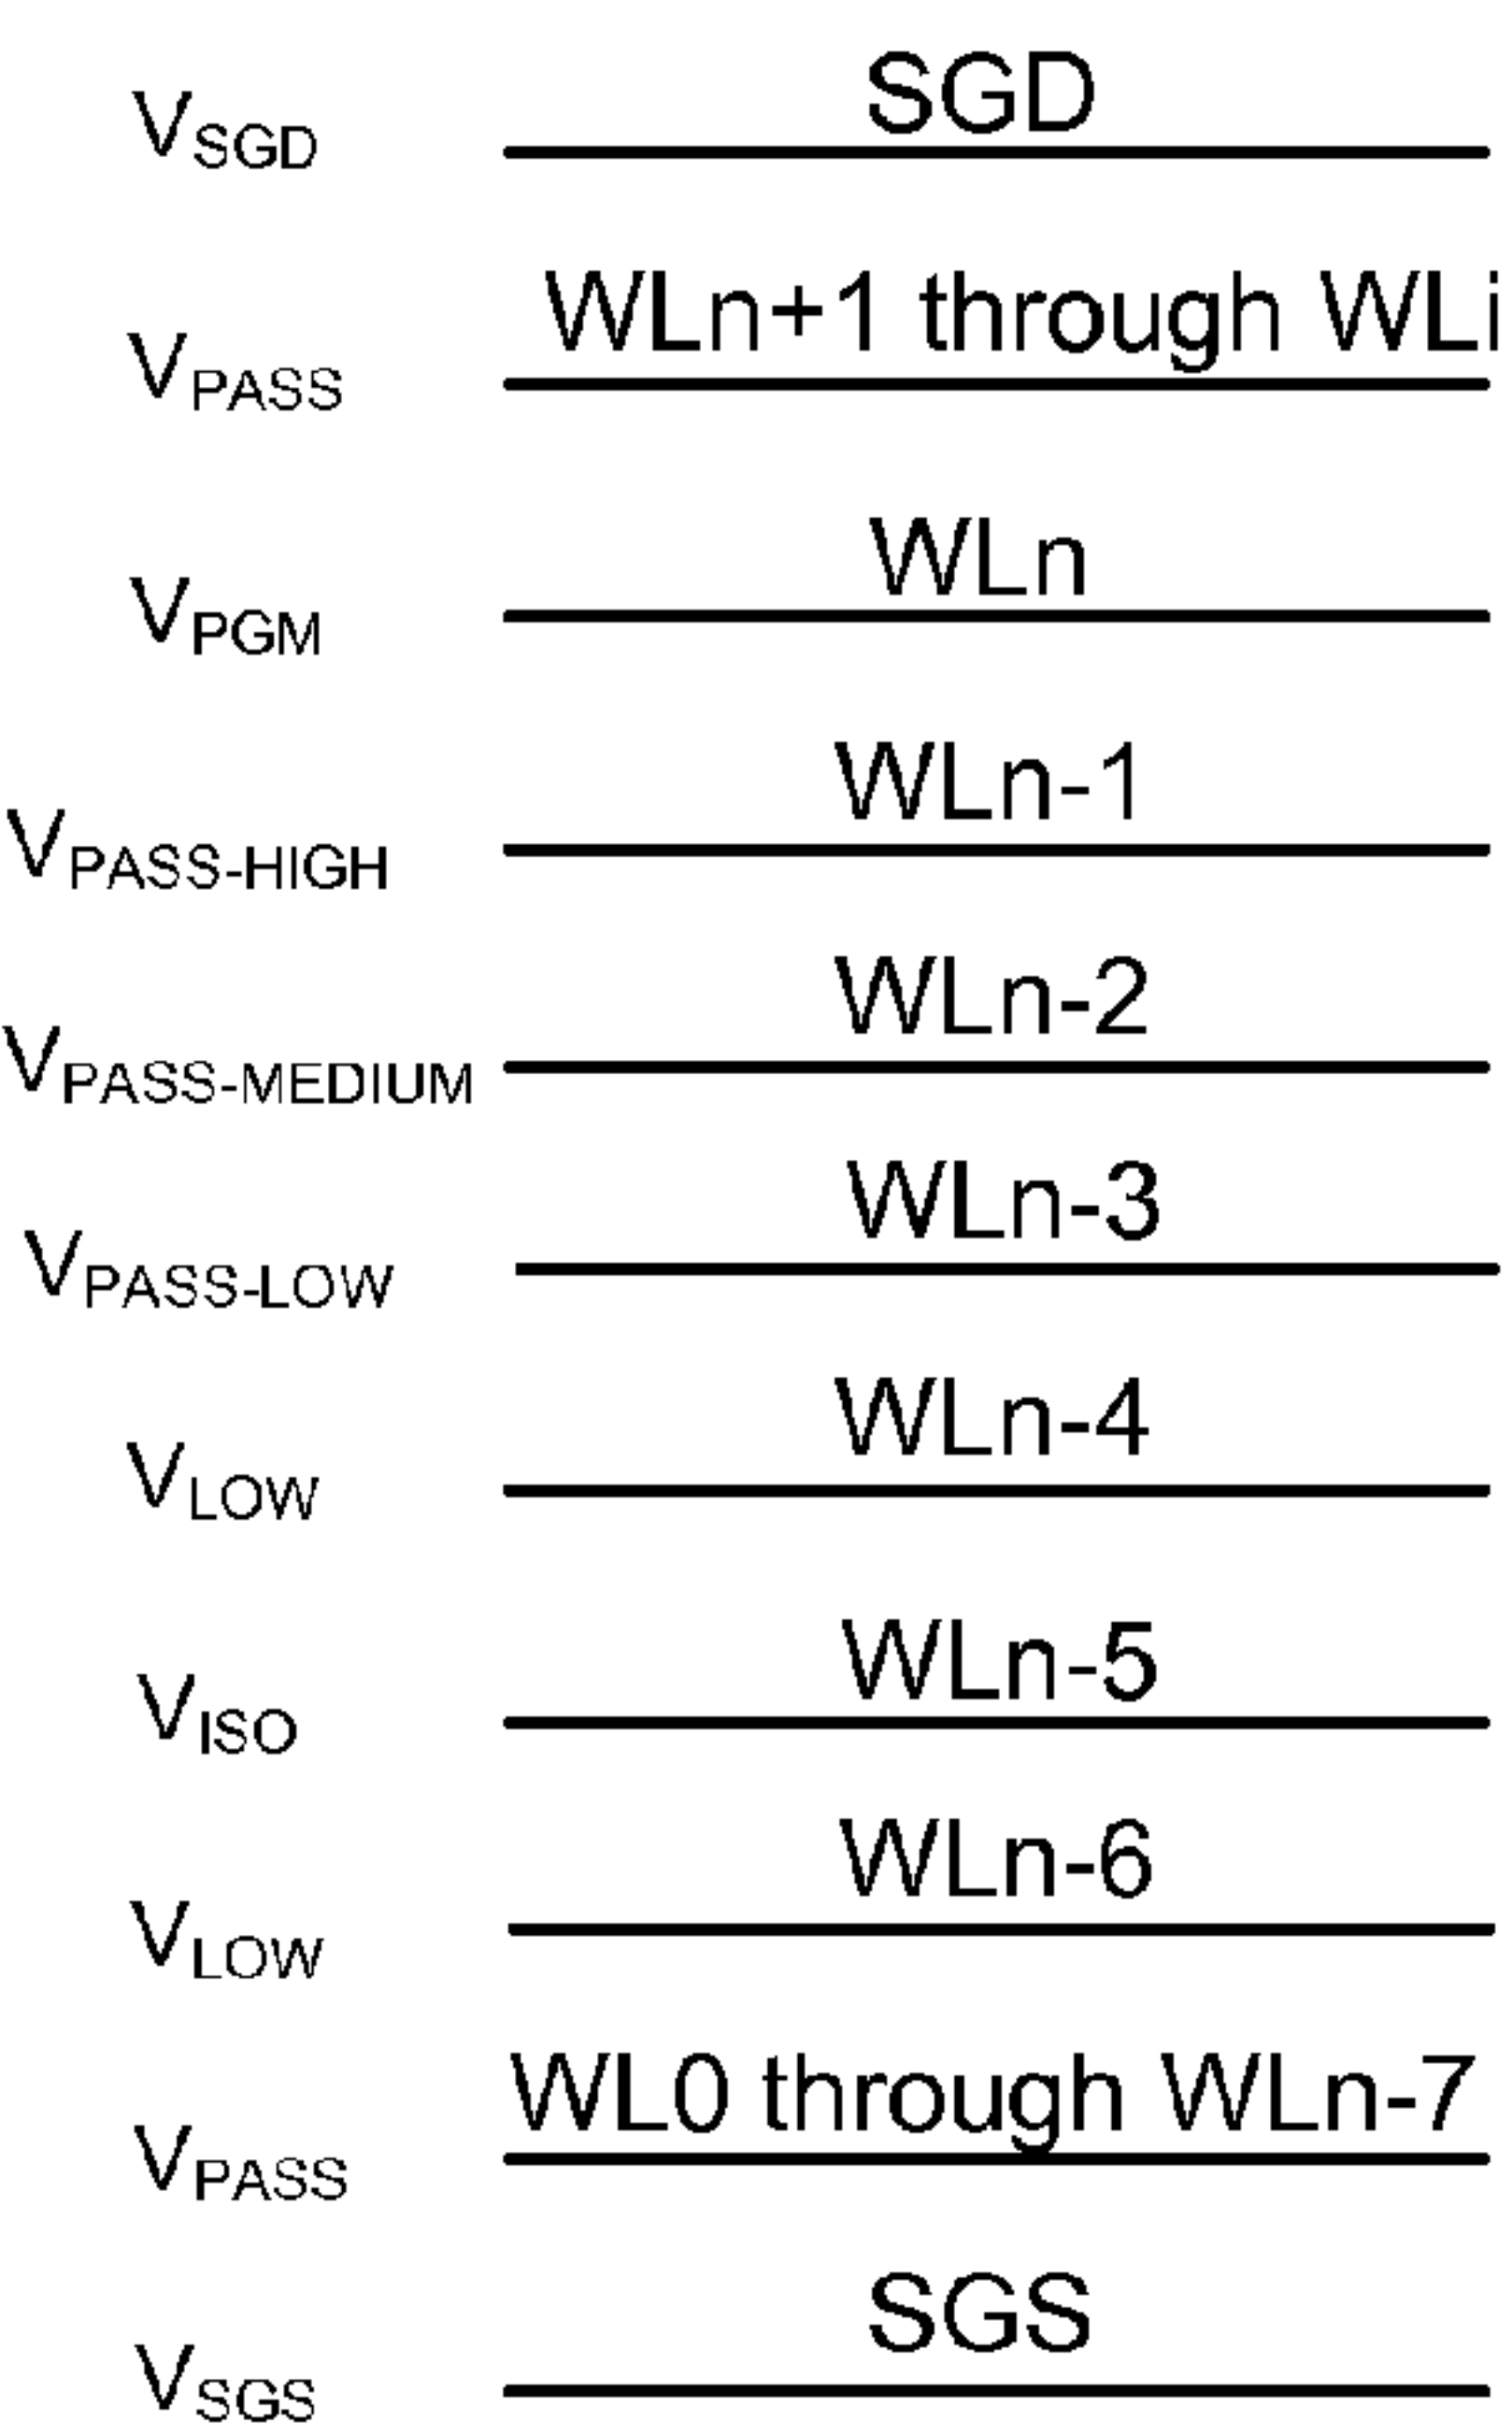 SGD
VSGD
WLn+1 through WLi
VPASS
WLn
VPGM
WLn-1
VPASS-HIGH
WLn-2
VPASS-MEDIUM
WLn-3
VPASS-LOW
WLn-4
VLOW
WLn-5
VISO
WLn-6
VLOW
WL0 through WLn-7
VPASS
SGS
VSGS